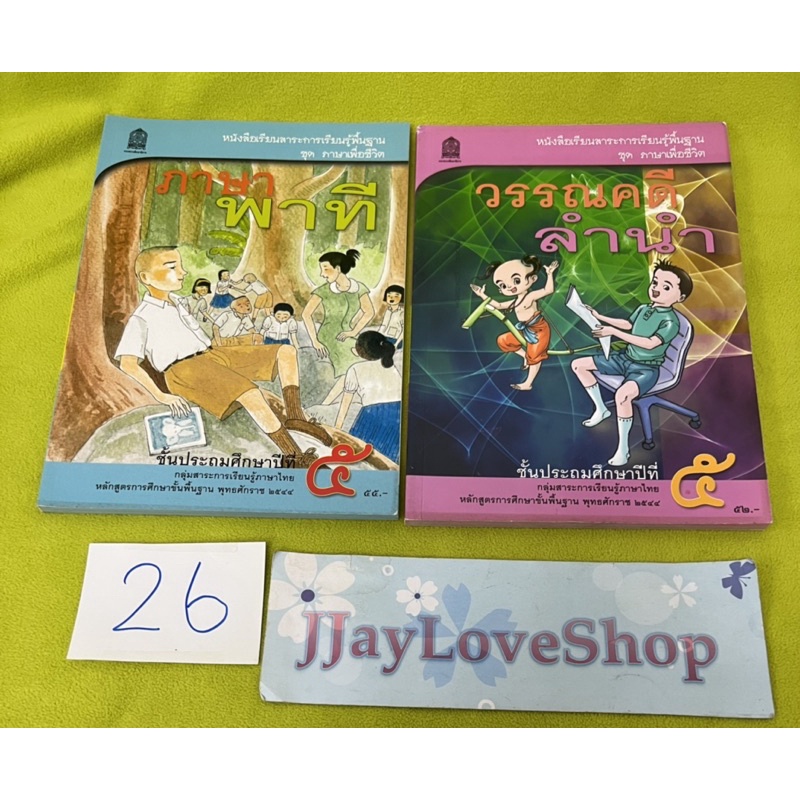 หนังสือเรียนสาระการเรียนรู้พื้นฐาน
ชุด ภาษาเพื่อชีวิต
ภาษา
พาที
ชั้นประถมศึกษาปีที่ ๕
กลุ่มสาระการเรียนรู้ภาษาไทย
หลักสูตรการศึกษาขั้นพื้นฐาน พุทธศักราช ๒๕๔๔
๕๕.-
หนังสือเรียนสาระการเรียนรู้พื้นฐาน
ชุด ภาษาเพื่อชีวิต
วรรณคดี
ลำนำ
ชั้นประถมศึกษาปีที่ ๕
กลุ่มสาระการเรียนรู้ภาษาไทย
หลักสูตรการศึกษาขั้นพื้นฐาน พุทธศักราช ๒๕๔๔
๕๒.-
26
JJayLoveShop